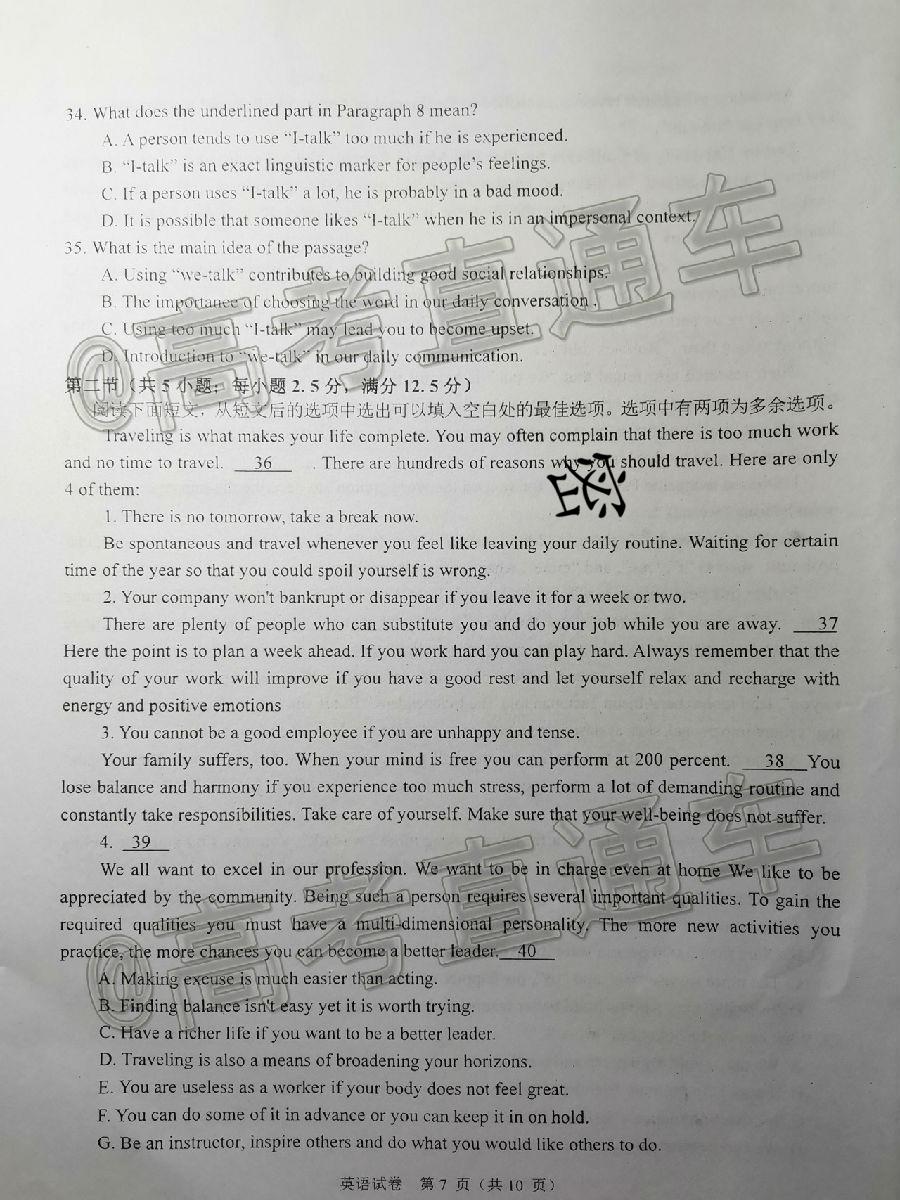 34. What does the underlined part in Paragraph 8 mean?
A. A person tends to use “I-talk” too much if he is experienced.
B. “I-talk” is an exact linguistic marker for people’s feelings.
C. If a person uses “I-talk” a lot, he is probably in a bad mood.
D. It is possible that someone likes “I-talk” when he is in an impersonal context.
35. What is the main idea of the passage?
A. Using “we-talk” contributes to building good social relationships.
B. The importance of choosing the word in our daily conversation .
C. Using too much “I-talk” may lead you to become upset.
D. Introduction to “we-talk” in our daily communication.
第二节（共 5 小题；每小题 2.5 分，满分 12.5 分）
阅读下面短文，从短文后的选项中选出可以填入空白处的最佳选项。选项中有两项为多余选项。
Traveling is what makes your life complete. You may often complain that there is too much work
and no time to travel. 36 . There are hundreds of reasons why you should travel. Here are only
4 of them:
1. There is no tomorrow, take a break now.
Be spontaneous and travel whenever you feel like leaving your daily routine. Waiting for certain
time of the year so that you could spoil yourself is wrong.
2. Your company won't bankrupt or disappear if you leave it for a week or two.
There are plenty of people who can substitute you and do your job while you are away. 37
Here the point is to plan a week ahead. If you work hard you can play hard. Always remember that the
quality of your work will improve if you have a good rest and let yourself relax and recharge with
energy and positive emotions
3. You cannot be a good employee if you are unhappy and tense.
Your family suffers, too. When your mind is free you can perform at 200 percent. 38 You
lose balance and harmony if you experience too much stress, perform a lot of demanding routine and
constantly take responsibilities. Take care of yourself. Make sure that your well-being does not suffer.
4. 39
We all want to excel in our profession. We want to be in charge even at home We like to be
appreciated by the community. Being such a person requires several important qualities. To gain the
required qualities you must have a multi-dimensional personality. The more new activities you
practice, the more chances you can become a better leader. 40
A. Making excuse is much easier than acting.
B. Finding balance isn't easy yet it is worth trying.
C. Have a richer life if you want to be a better leader.
D. Traveling is also a means of broadening your horizons.
E. You are useless as a worker if your body does not feel great.
F. You can do some of it in advance or you can keep it in on hold.
G. Be an instructor, inspire others and do what you would like others to do.
英语试卷 第 7 页（共 10 页）
@高考直通车
密
@高考直通车